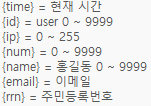 {time} = 현재 시간
{id} = user 0 ~ 9999
{ip} = 0 ~ 255
{num} = 0 ~ 9999
{name} = 홍길동 0 ~ 9999
{email} = 이메일
{rrn} = 주민등록번호